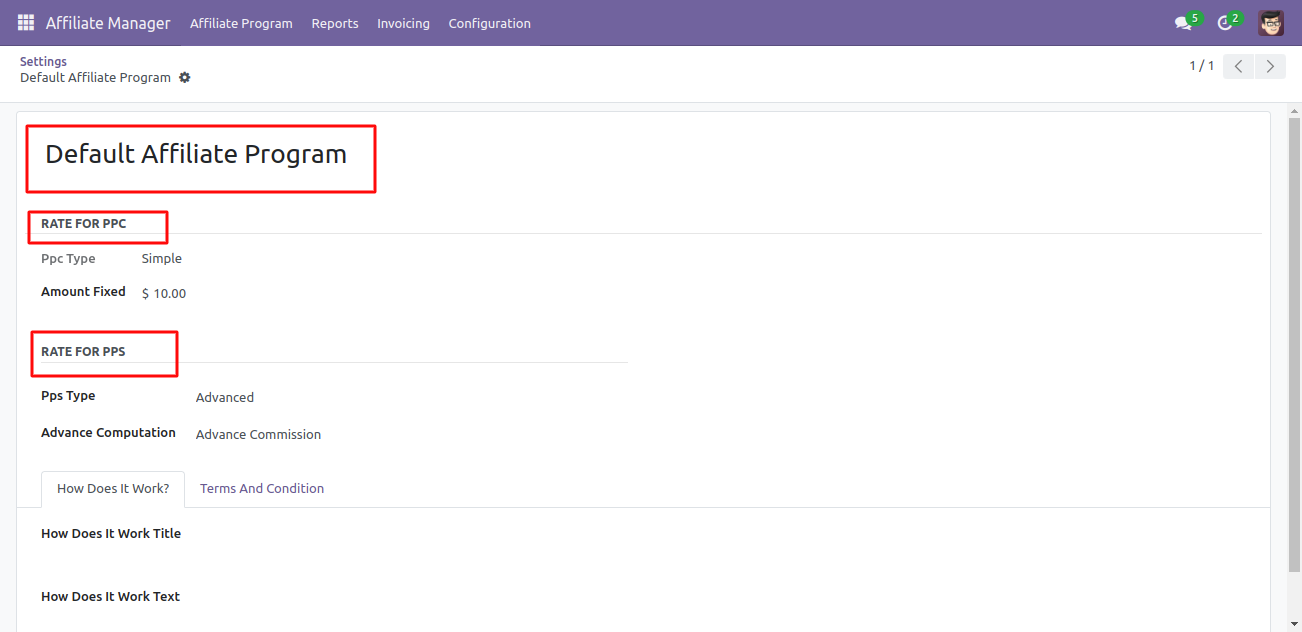 Affiliate Manager Affiliate Program Reports Invoicing Configuration 5 2
Settings
Default Affiliate Program
1 / 1
Default Affiliate Program
RATE FOR PPC
Ppc Type Simple
Amount Fixed $ 10.00
RATE FOR PPS
Pps Type Advanced
Advance Computation Advance Commission
How Does It Work? Terms And Condition
How Does It Work Title
How Does It Work Text